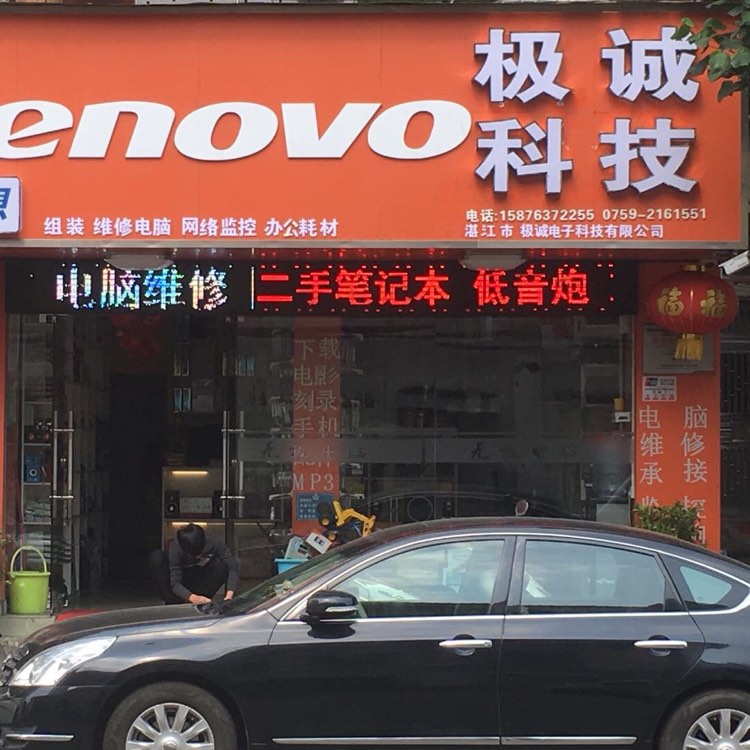 enovo
极诚
科技
想
电话:15876372255 0759-2161551
组装 维修电脑 网络监控 办公耗材
湛江市 极诚电子科技有限公司
电脑维修 二手笔记本 低音炮
福 福
下载
电影
刻录
手机
MP3
电脑
维修
承接
监控